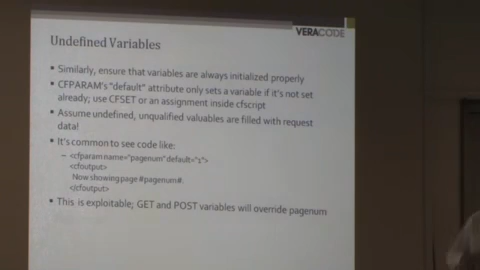 VERACODE
Undefined Variables
Similarly, ensure that variables are always initialized properly
CFPARAM's "default" attribute only sets a variable if it's not set
already; use CFSET or an assignment inside cfscript
Assume undefined, unqualified valuables are filled with request
data!
It's common to see code like:
– <cfparam name="pagenum" default="1">
<cfoutput>
Now showing page #pagenum#.
</cfoutput>
This is exploitable; GET and POST variables will override pagenum